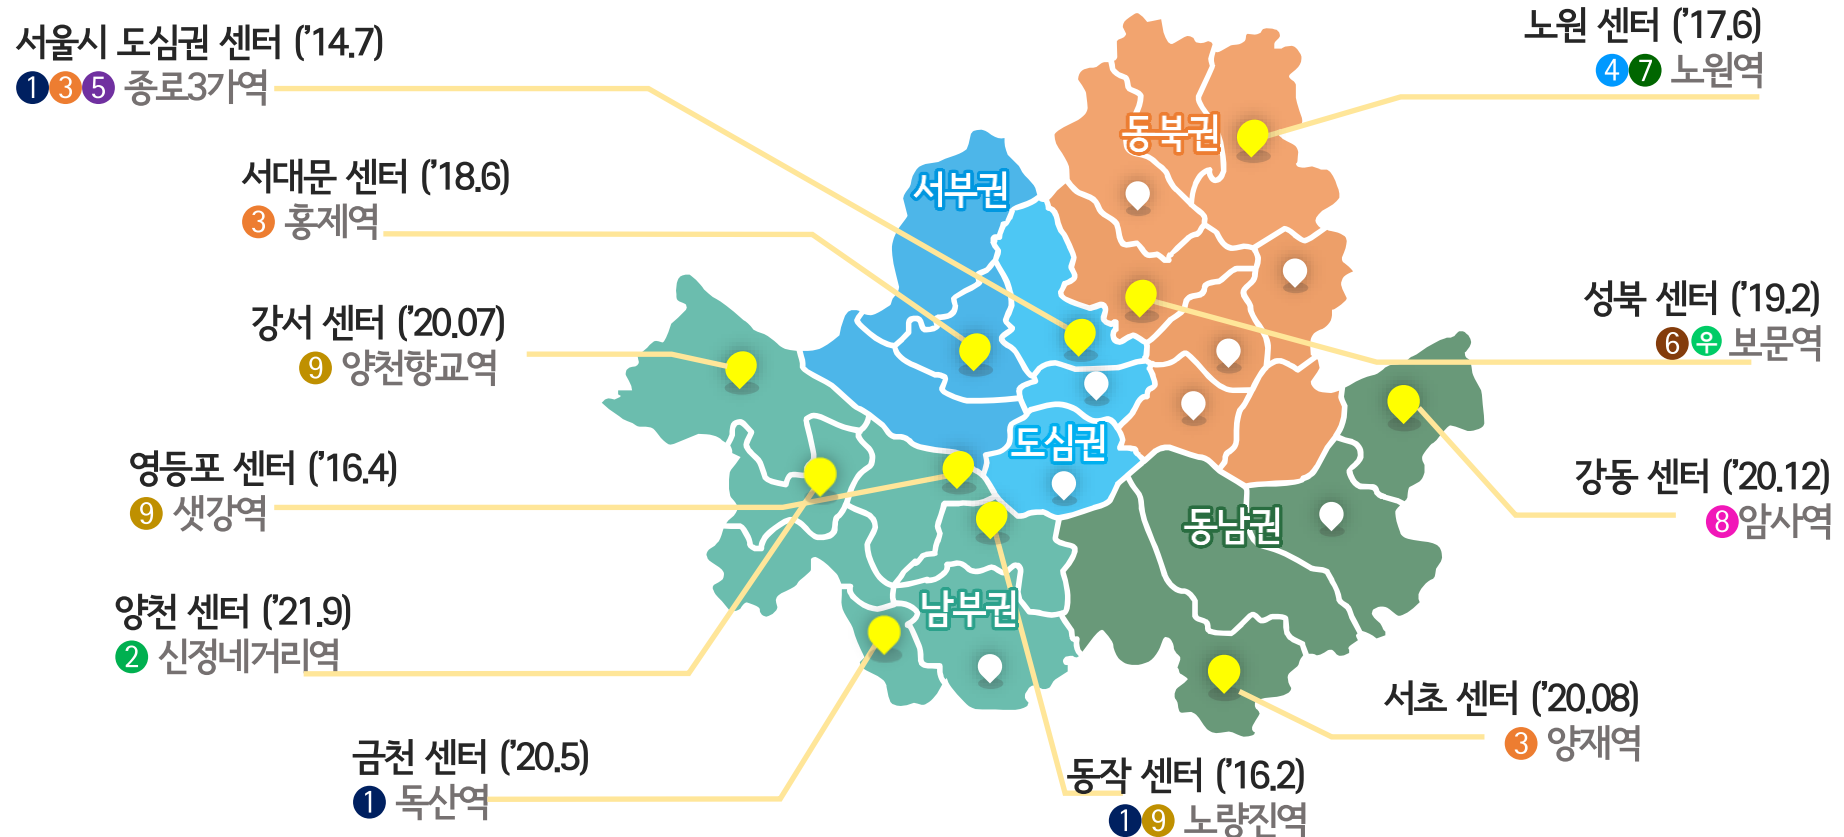 서울시 도심권 센터 ('14.7)
1 3 5 종로3가역
노원 센터 ('17.6)
4 7 노원역
서대문 센터 ('18.6)
3 홍제역
강서 센터 ('20.07)
9 양천향교역
성북 센터 ('19.2)
6 우 보문역
영등포 센터 ('16.4)
9 샛강역
강동 센터 ('20.12)
8 암사역
양천 센터 ('21.9)
2 신정네거리역
서초 센터 ('20.08)
3 양재역
금천 센터 ('20.5)
1 독산역
동작 센터 ('16.2)
1 9 노량진역
동북권
서부권
도심권
동남권
남부권